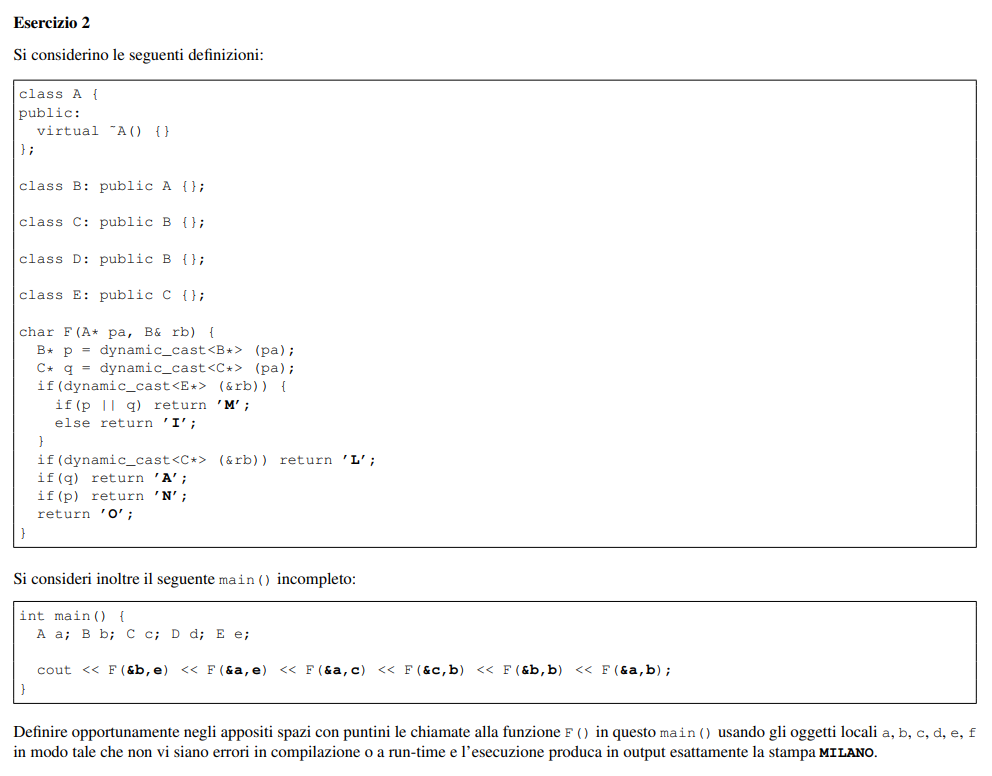 Esercizio 2
Si considerino le seguenti definizioni:
class A {
public:
  virtual ~A() {}
};
class B: public A {};
class C: public B {};
class D: public B {};
class E: public C {};
char F(A* pa, B& rb) {
  B* p = dynamic_cast<B*> (pa);
  C* q = dynamic_cast<C*> (pa);
  if(dynamic_cast<E*> (&rb)) {
    if(p || q) return ’M’;
    else return ’I’;
  }
  if(dynamic_cast<C*> (&rb)) return ’L’;
  if(q) return ’A’;
  if(p) return ’N’;
  return ’O’;
}
Si consideri inoltre il seguente main() incompleto:
int main() {
  A a; B b; C c; D d; E e;
  cout << F(&b,e) << F(&a,e) << F(&a,c) << F(&c,b) << F(&b,b) << F(&a,b);
}
Definire opportunamente negli appositi spazi con puntini le chiamate alla funzione F() in questo main() usando gli oggetti locali a, b, c, d, e, f
in modo tale che non vi siano errori in compilazione o a run-time e l’esecuzione produca in output esattamente la stampa MILANO.